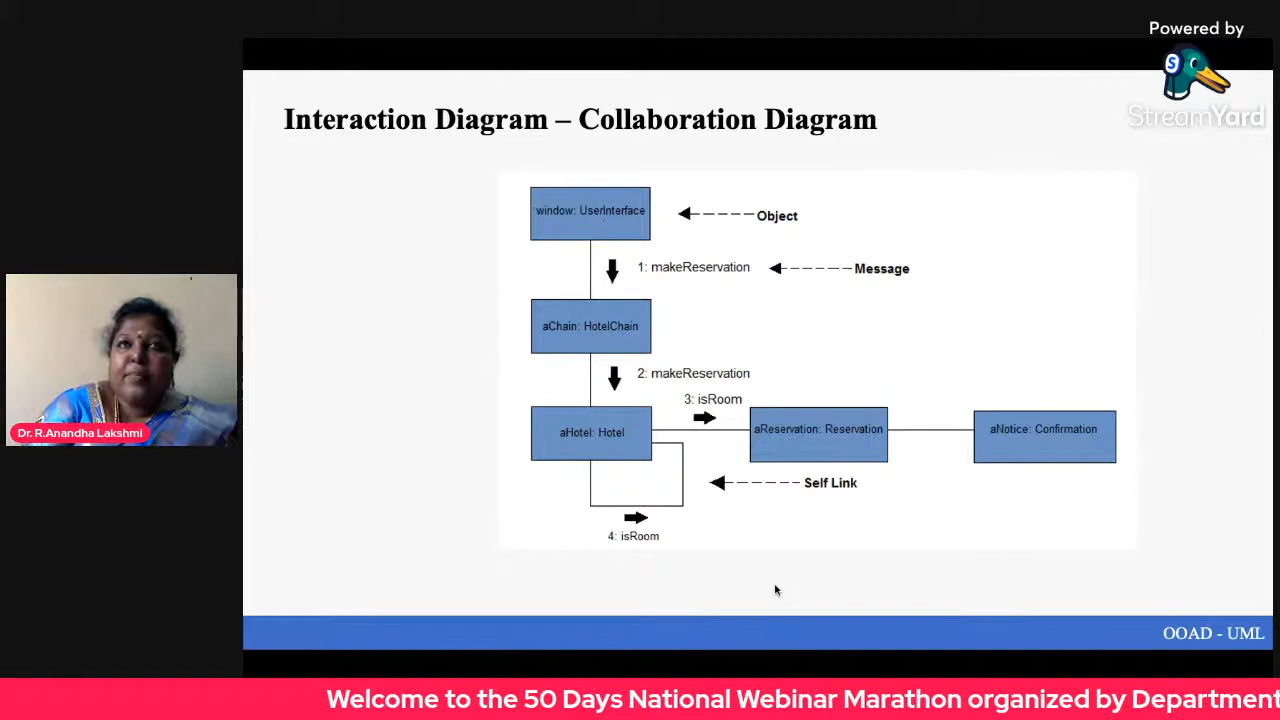 Powered by
S
StreamYard
Interaction Diagram – Collaboration Diagram
window: UserInterface
Object
1: makeReservation
Message
aChain: HotelChain
2: makeReservation
3: isRoom
aHotel: Hotel
aReservation: Reservation
aNotice: Confirmation
Self Link
4: isRoom
Dr. R.Anandha Lakshmi
OOAD - UML
Welcome to the 50 Days National Webinar Marathon organized by Department